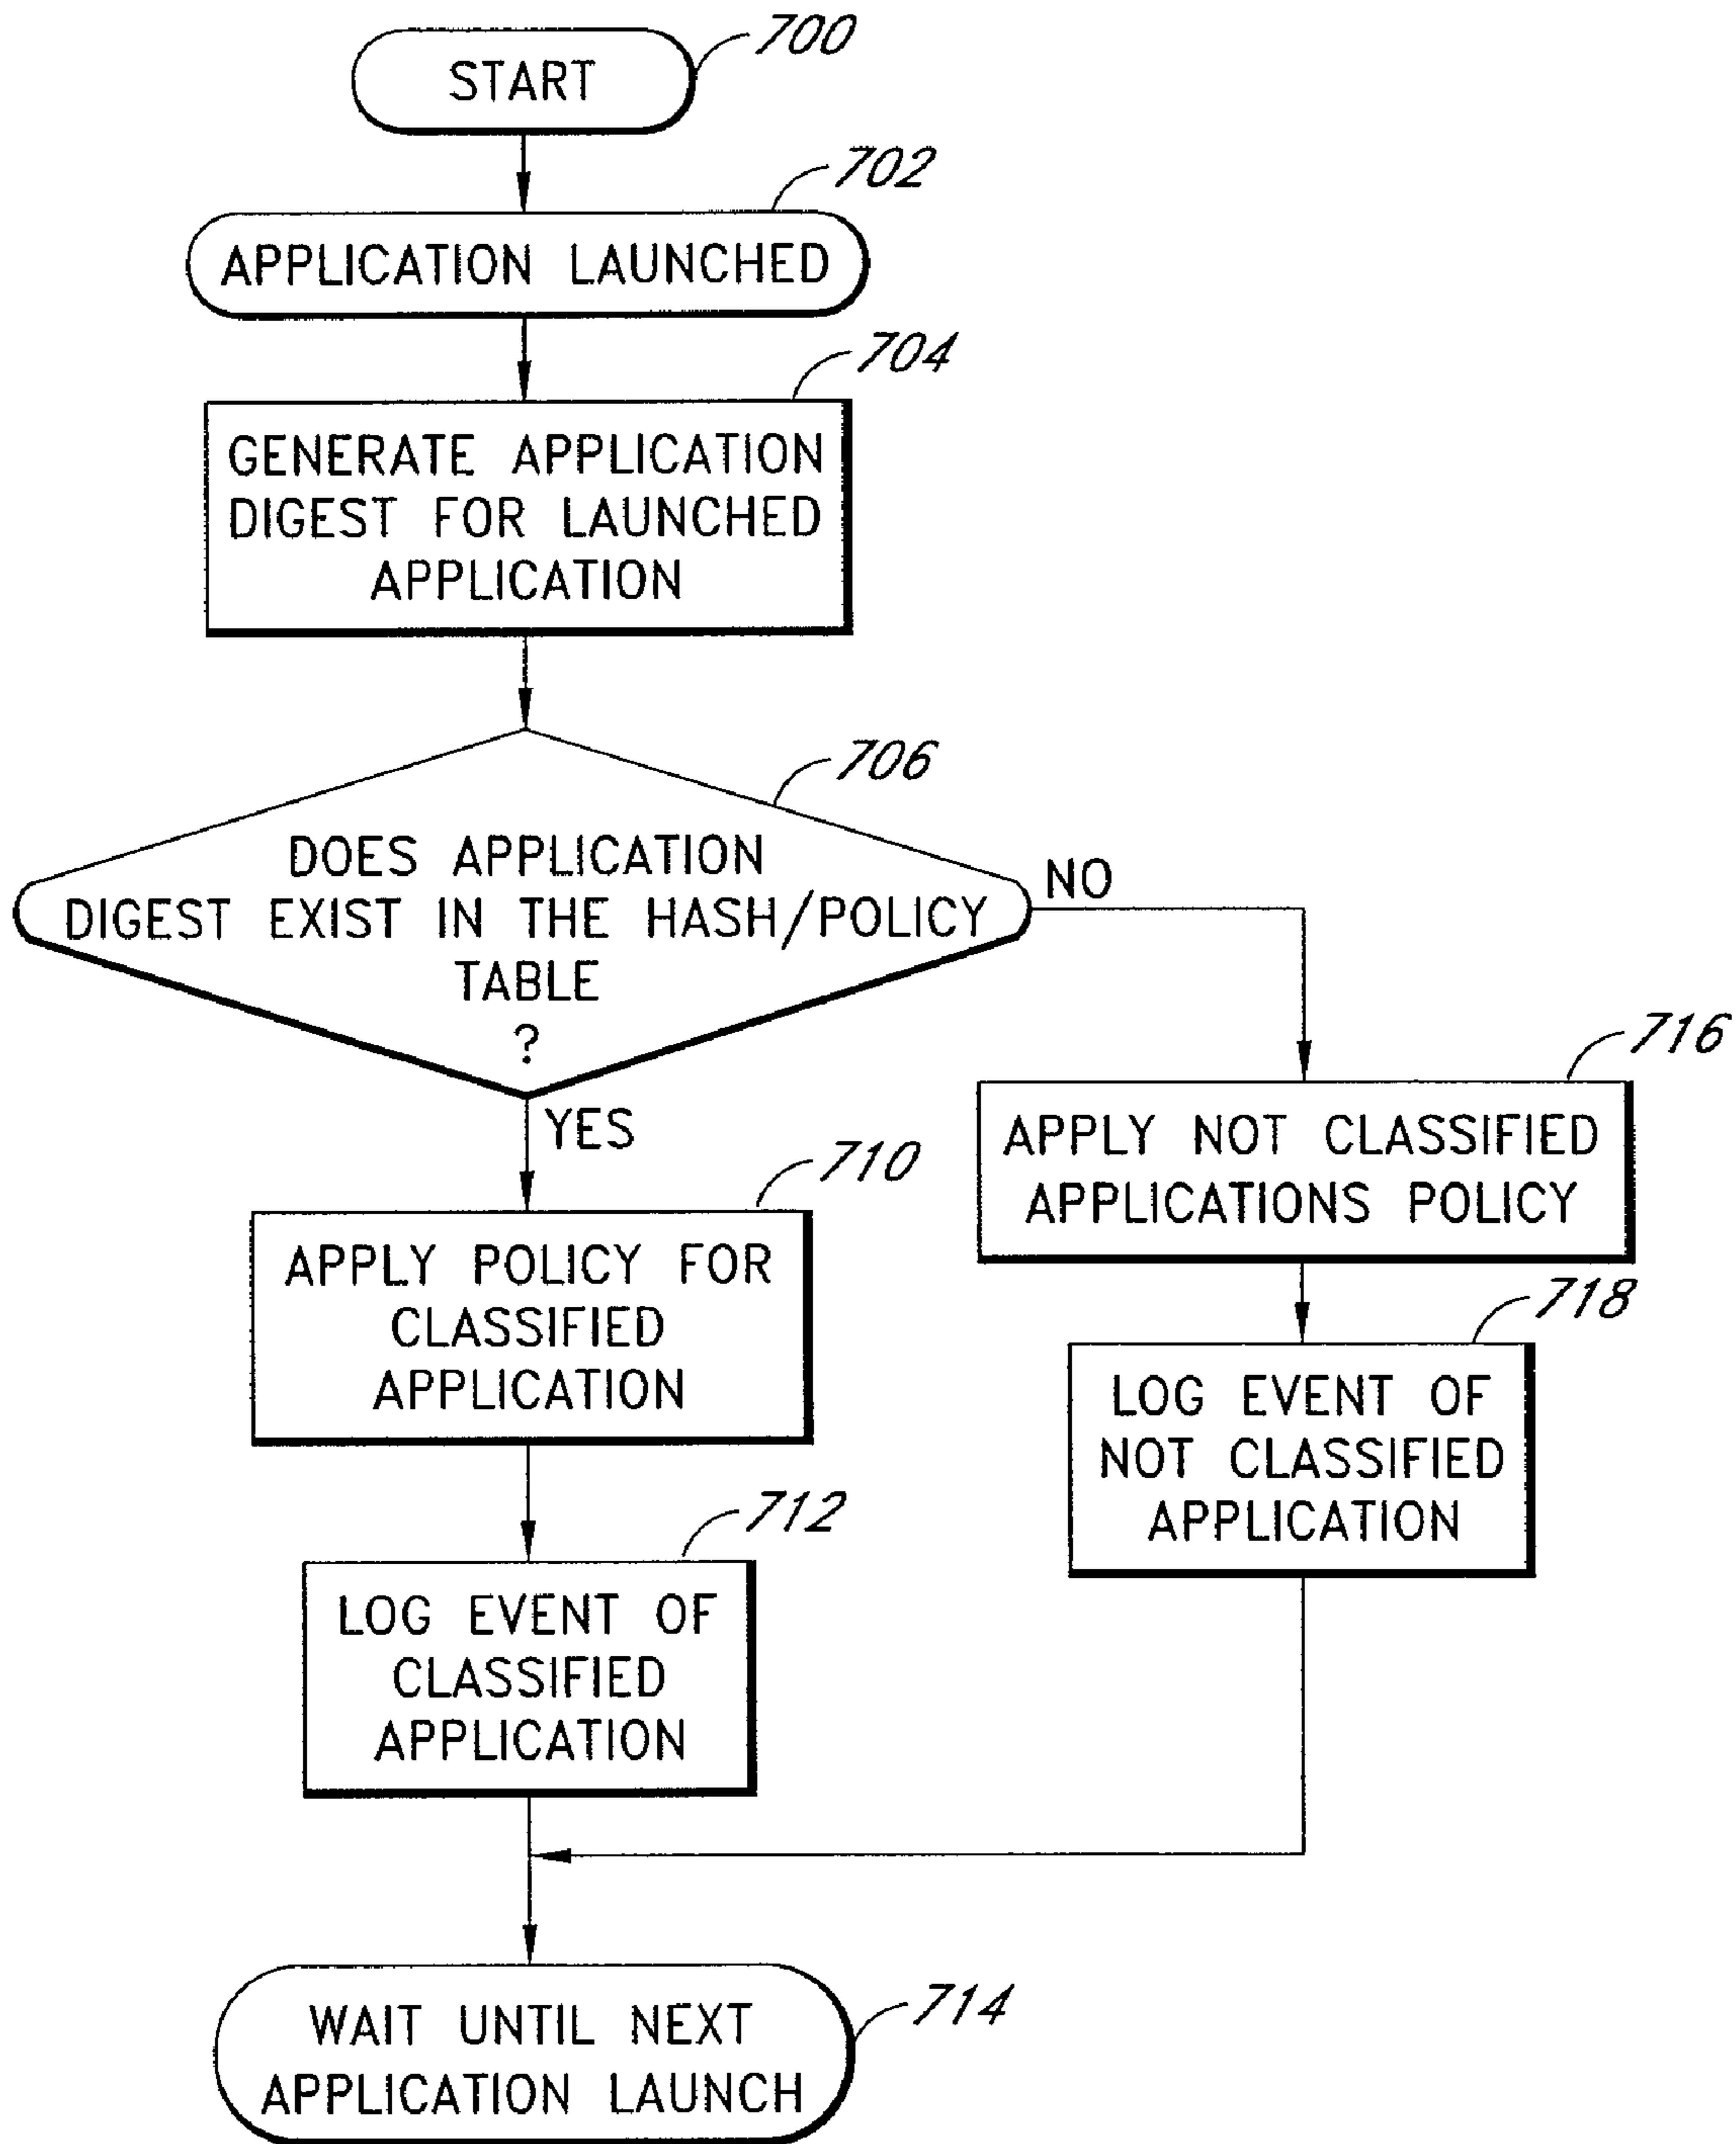 700
START
702
APPLICATION LAUNCHED
704
GENERATE APPLICATION
DIGEST FOR LAUNCHED
APPLICATION
706
DOES APPLICATION
DIGEST EXIST IN THE HASH/POLICY
TABLE
?
NO
YES
716
APPLY NOT CLASSIFIED
APPLICATIONS POLICY
710
APPLY POLICY FOR
CLASSIFIED
APPLICATION
718
LOG EVENT OF
NOT CLASSIFIED
APPLICATION
712
LOG EVENT OF
CLASSIFIED
APPLICATION
714
WAIT UNTIL NEXT
APPLICATION LAUNCH